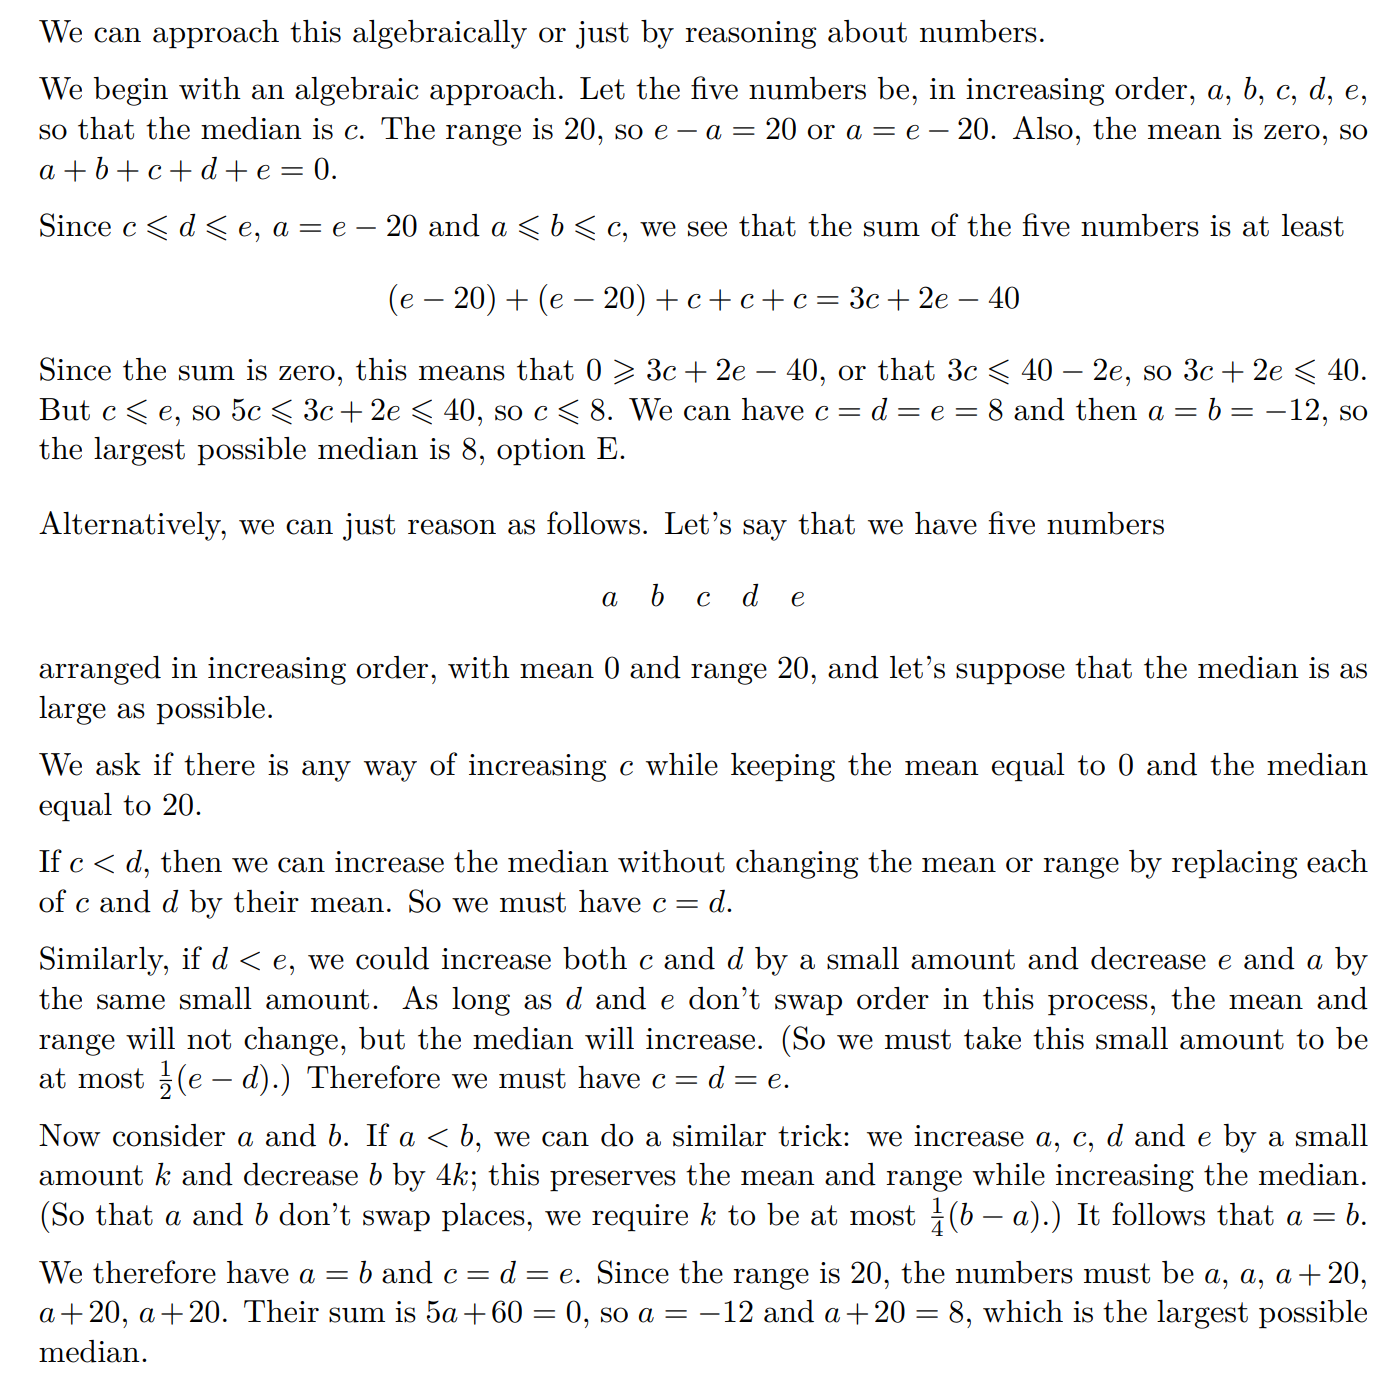 We can approach this algebraically or just by reasoning about numbers.
We begin with an algebraic approach. Let the five numbers be, in increasing order, a, b, c, d, e,
so that the median is c. The range is 20, so e − a = 20 or a = e − 20. Also, the mean is zero, so
a + b + c + d + e = 0.
Since c ⩽ d ⩽ e, a = e − 20 and a ⩽ b ⩽ c, we see that the sum of the five numbers is at least
(e − 20) + (e − 20) + c + c + c = 3c + 2e − 40
Since the sum is zero, this means that 0 ⩾ 3c + 2e − 40, or that 3c ⩽ 40 − 2e, so 3c + 2e ⩽ 40.
But c ⩽ e, so 5c ⩽ 3c + 2e ⩽ 40, so c ⩽ 8. We can have c = d = e = 8 and then a = b = −12, so
the largest possible median is 8, option E.
Alternatively, we can just reason as follows. Let's say that we have five numbers
a b c d e
arranged in increasing order, with mean 0 and range 20, and let's suppose that the median is as
large as possible.
We ask if there is any way of increasing c while keeping the mean equal to 0 and the median
equal to 20.
If c < d, then we can increase the median without changing the mean or range by replacing each
of c and d by their mean. So we must have c = d.
Similarly, if d < e, we could increase both c and d by a small amount and decrease e and a by
the same small amount. As long as d and e don't swap order in this process, the mean and
range will not change, but the median will increase. (So we must take this small amount to be
at most ½(e − d).) Therefore we must have c = d = e.
Now consider a and b. If a < b, we can do a similar trick: we increase a, c, d and e by a small
amount k and decrease b by 4k; this preserves the mean and range while increasing the median.
(So that a and b don't swap places, we require k to be at most ¼(b − a).) It follows that a = b.
We therefore have a = b and c = d = e. Since the range is 20, the numbers must be a, a, a + 20,
a + 20, a + 20. Their sum is 5a + 60 = 0, so a = −12 and a + 20 = 8, which is the largest possible
median.